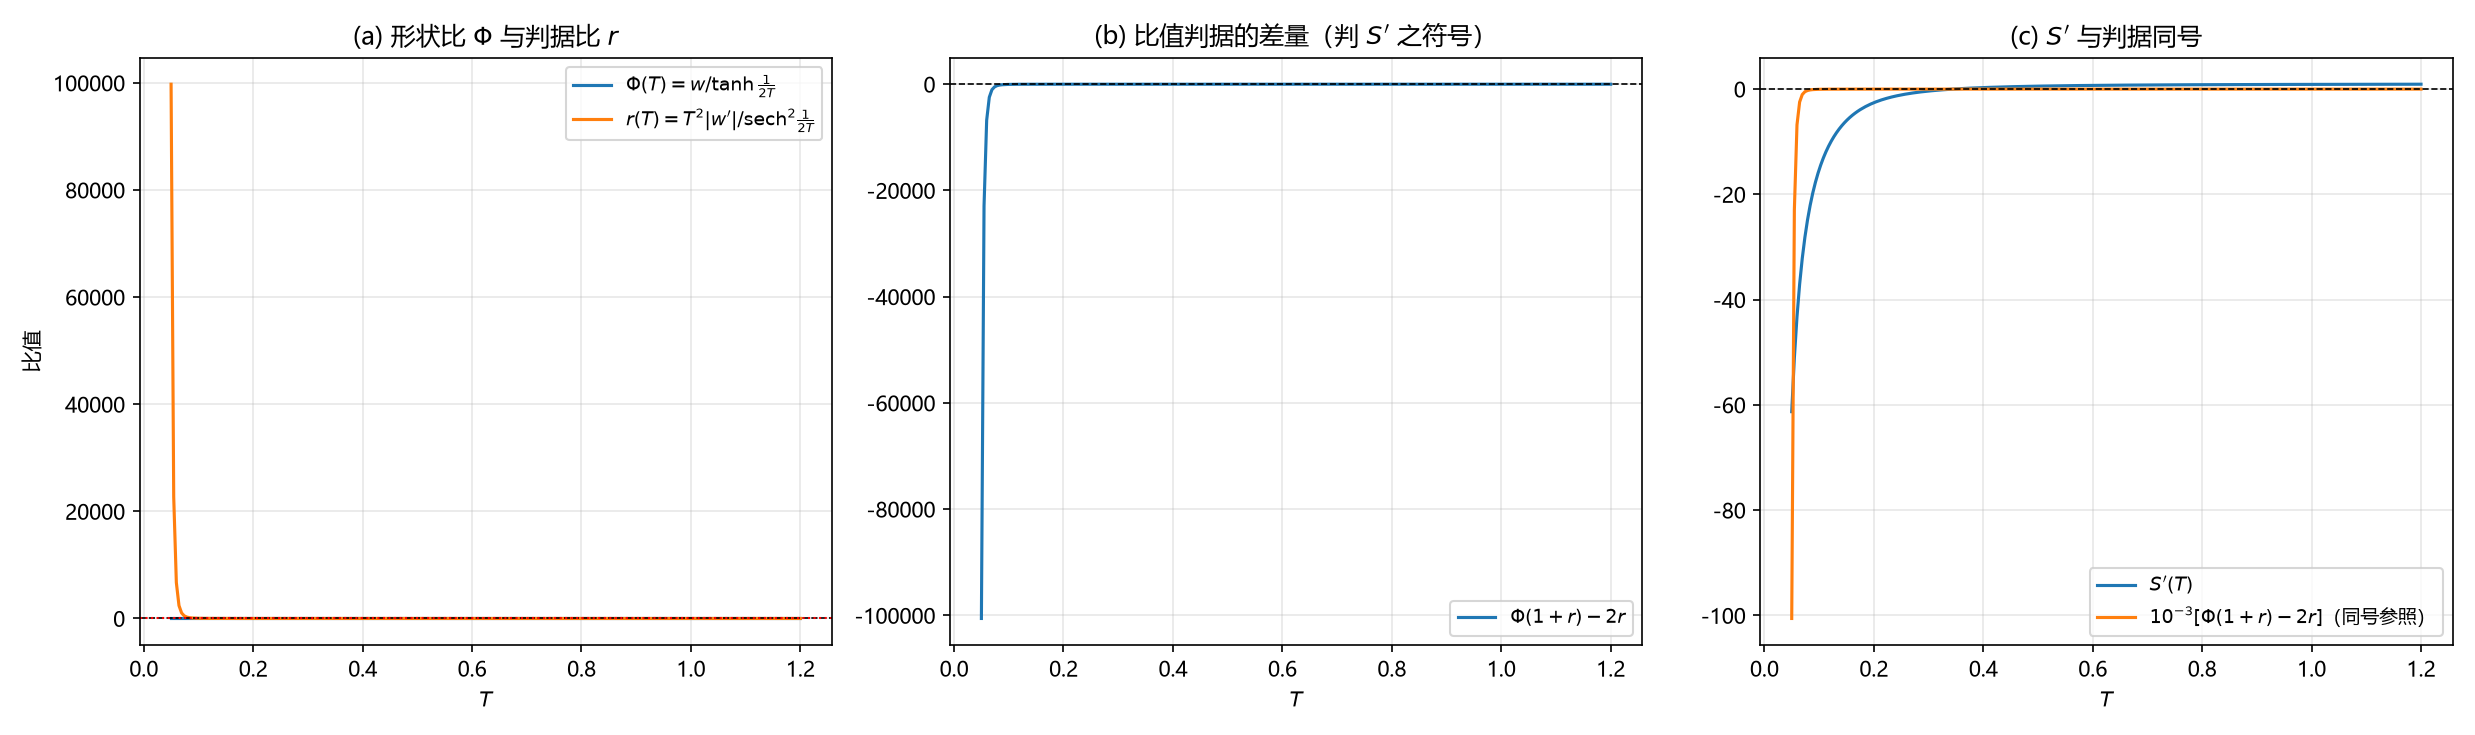 (a) 形状比 Φ 与判据比 r
100000
80000
60000
40000
20000
0
比值
0.0 0.2 0.4 0.6 0.8 1.0 1.2
T
Φ(T) = w/tanh 1/2T
r(T) = T²|w′|/sech² 1/2T
(b) 比值判据的差量（判 S′ 之符号）
0
-20000
-40000
-60000
-80000
-100000
0.0 0.2 0.4 0.6 0.8 1.0 1.2
T
Φ(1 + r) − 2r
(c) S′ 与判据同号
0
-20
-40
-60
-80
-100
0.0 0.2 0.4 0.6 0.8 1.0 1.2
T
S′(T)
10⁻³[Φ(1 + r) − 2r]（同号参照）